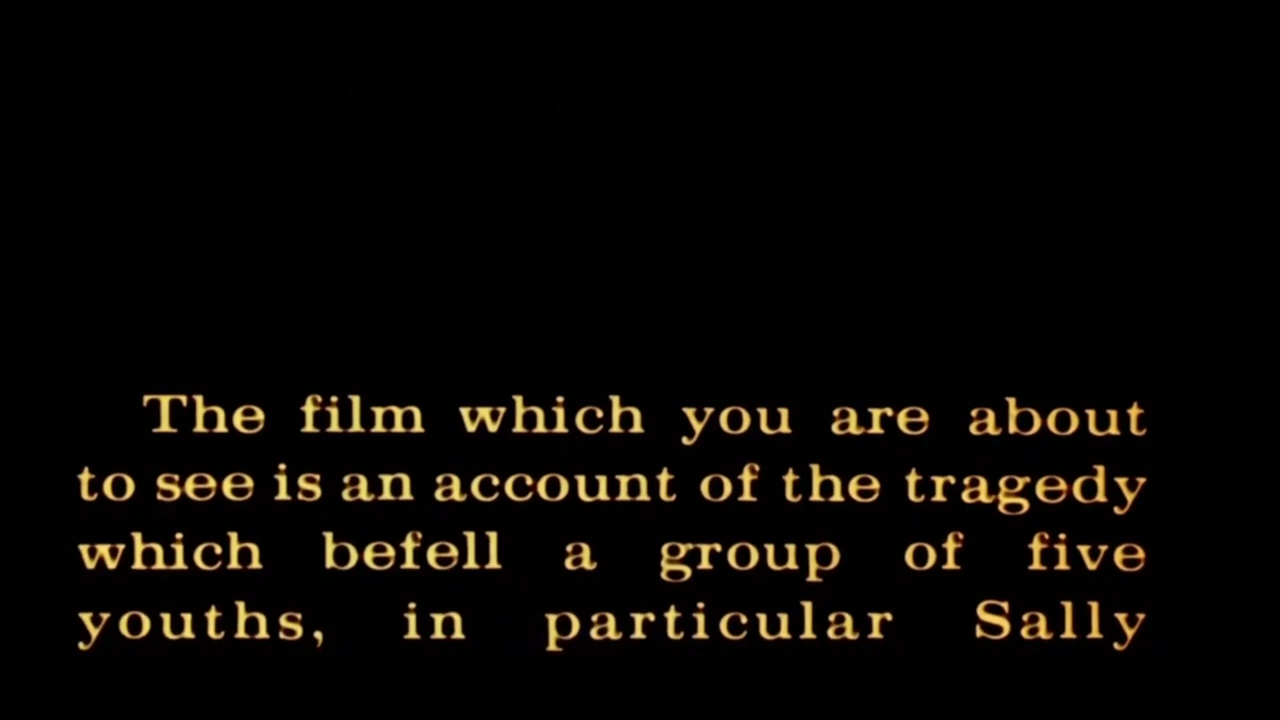 The film which you are about
to see is an account of the tragedy
which befell a group of five
youths, in particular Sally